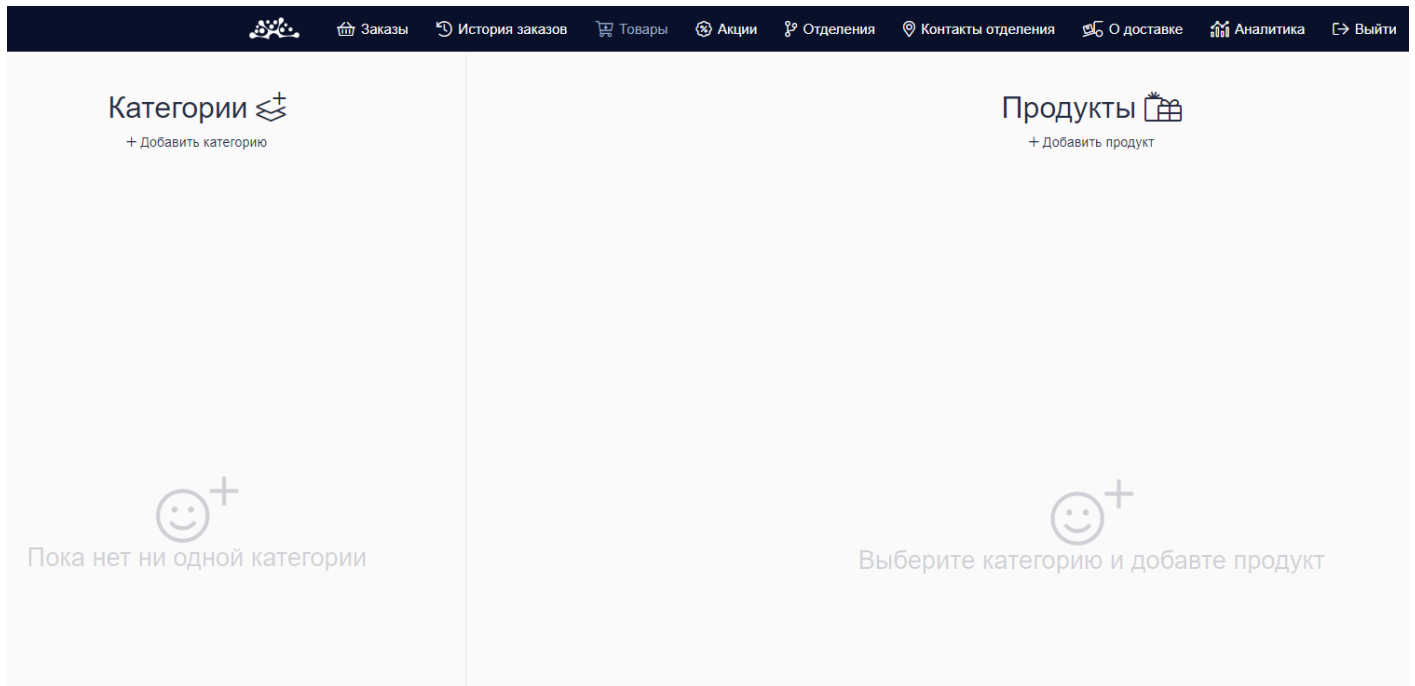 Заказы
История заказов
Товары
Акции
Отделения
Контакты отделения
О доставке
Аналитика
Выйти
Категории
+ Добавить категорию
Пока нет ни одной категории
Продукты
+ Добавить продукт
Выберите категорию и добавте продукт